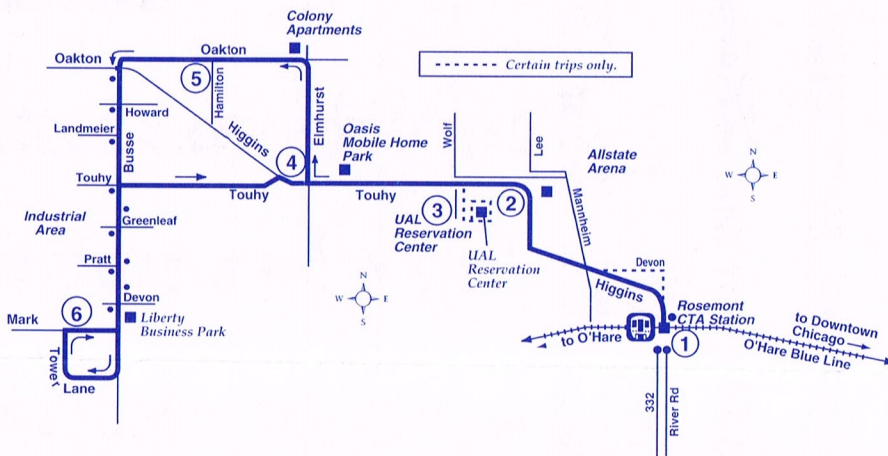 Colony
Apartments
Oakton
Oakton
5
Hamilton
Certain trips only.
Howard
Landmeier
Busse
Higgins
Elmhurst
4
Oasis
Mobile Home
Park
Wolf
Lee
Allstate
Arena
N
W E
S
Touhy
Touhy
Touhy
3
2
UAL
Reservation
Center
UAL
Reservation
Center
Mannheim
Industrial
Area
Greenleaf
Pratt
Devon
N
W E
S
Devon
Higgins
6
Mark
Liberty
Business Park
Tower
Lane
Rosemont
CTA Station
1
to O'Hare
to Downtown
Chicago
O'Hare Blue Line
332
River Rd